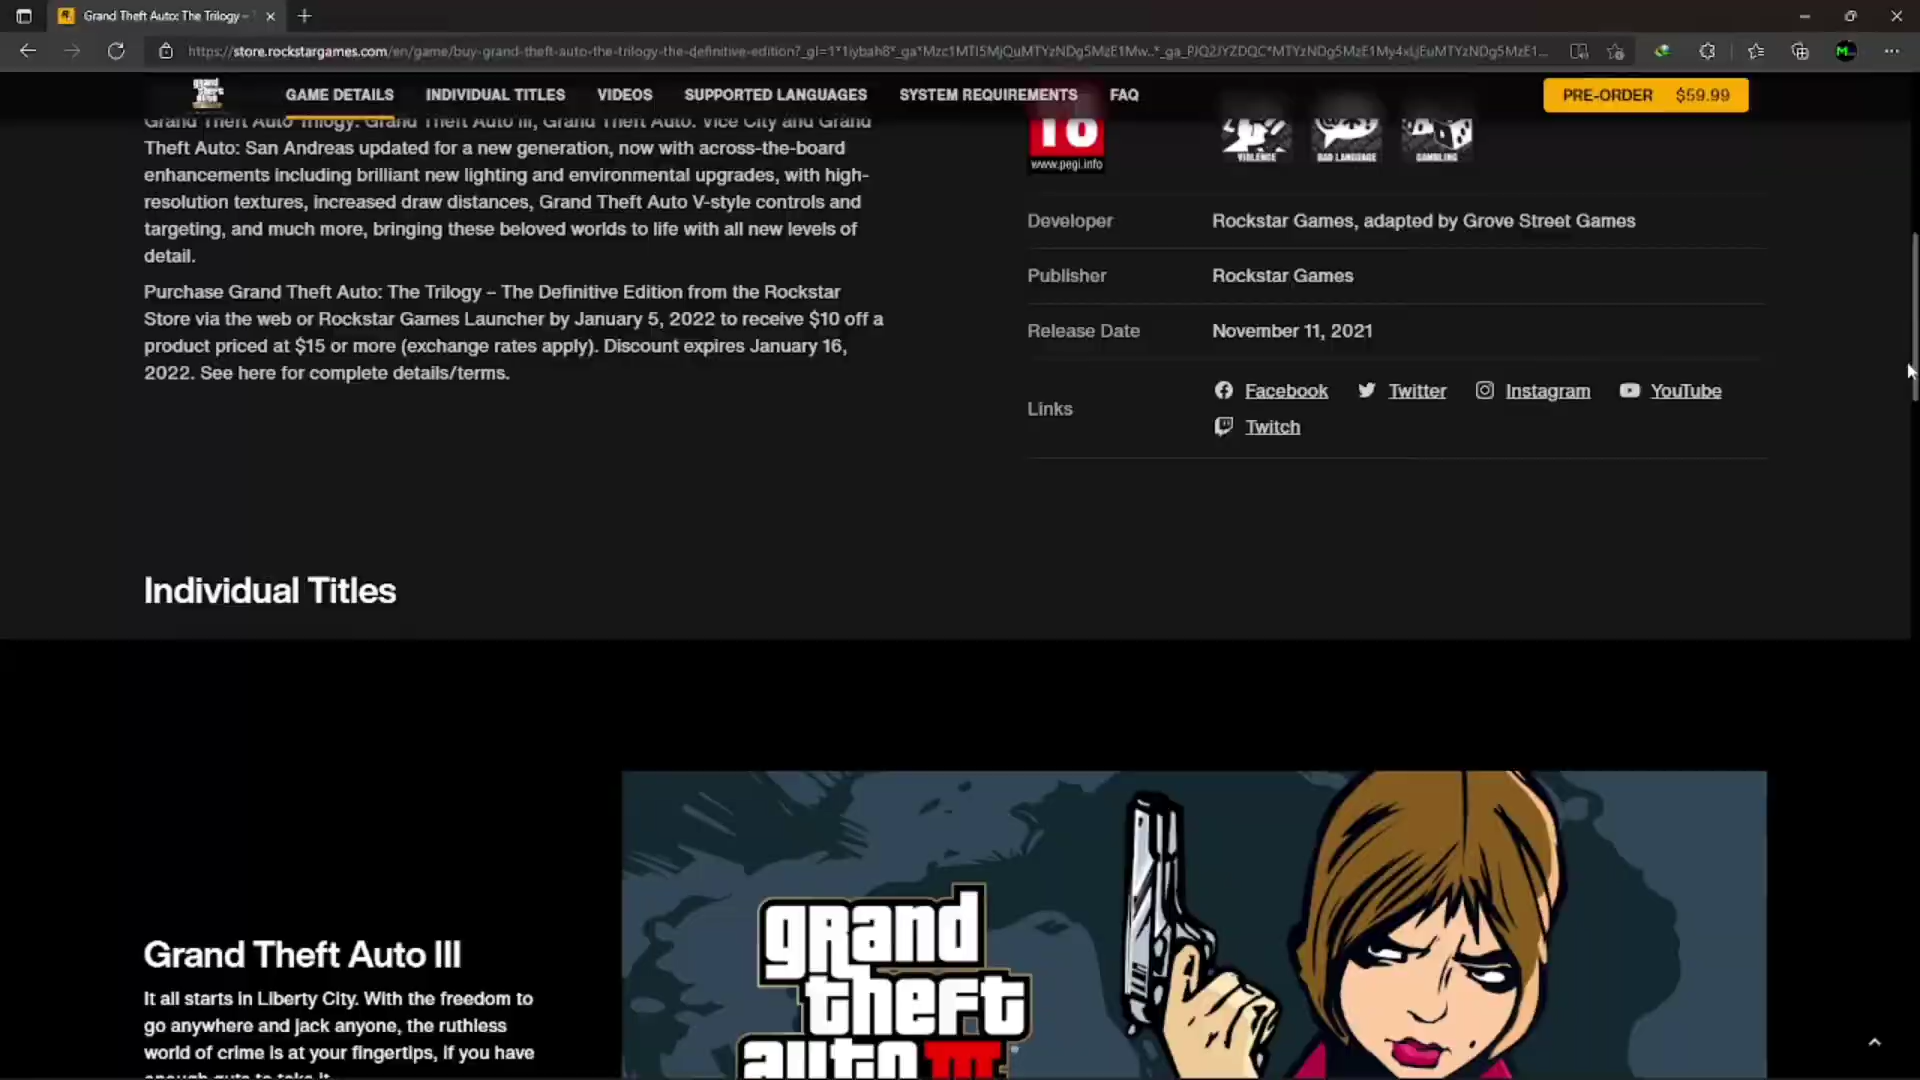 Grand Theft Auto: The Trilogy –
https://store.rockstargames.com/en/game/buy-grand-theft-auto-the-trilogy-the-definitive-edition?_gl=1*1iybah8*_ga*Mzc1MTI5MjQuMTYzNDg5MzE1Mw..*_ga_PJQ2JYZDQC*MTYzNDg5MzE1My4xLjEuMTYzNDg5MzE1...
grand theft auto
GAME DETAILS
INDIVIDUAL TITLES
VIDEOS
SUPPORTED LANGUAGES
SYSTEM REQUIREMENTS
FAQ
PRE-ORDER $59.99
Grand Theft Auto Trilogy: Grand Theft Auto III, Grand Theft Auto: Vice City and Grand
Theft Auto: San Andreas updated for a new generation, now with across-the-board
enhancements including brilliant new lighting and environmental upgrades, with high-
resolution textures, increased draw distances, Grand Theft Auto V-style controls and
targeting, and much more, bringing these beloved worlds to life with all new levels of
detail.
Purchase Grand Theft Auto: The Trilogy – The Definitive Edition from the Rockstar
Store via the web or Rockstar Games Launcher by January 5, 2022 to receive $10 off a
product priced at $15 or more (exchange rates apply). Discount expires January 16,
2022. See here for complete details/terms.
18
www.pegi.info
VIOLENCE
BAD LANGUAGE
GAMBLING
Developer
Rockstar Games, adapted by Grove Street Games
Publisher
Rockstar Games
Release Date
November 11, 2021
Links
Facebook
Twitter
Instagram
YouTube
Twitch
Individual Titles
Grand Theft Auto III
It all starts in Liberty City. With the freedom to
go anywhere and jack anyone, the ruthless
world of crime is at your fingertips, if you have
enough guts to take it.
grand
theft
auto III